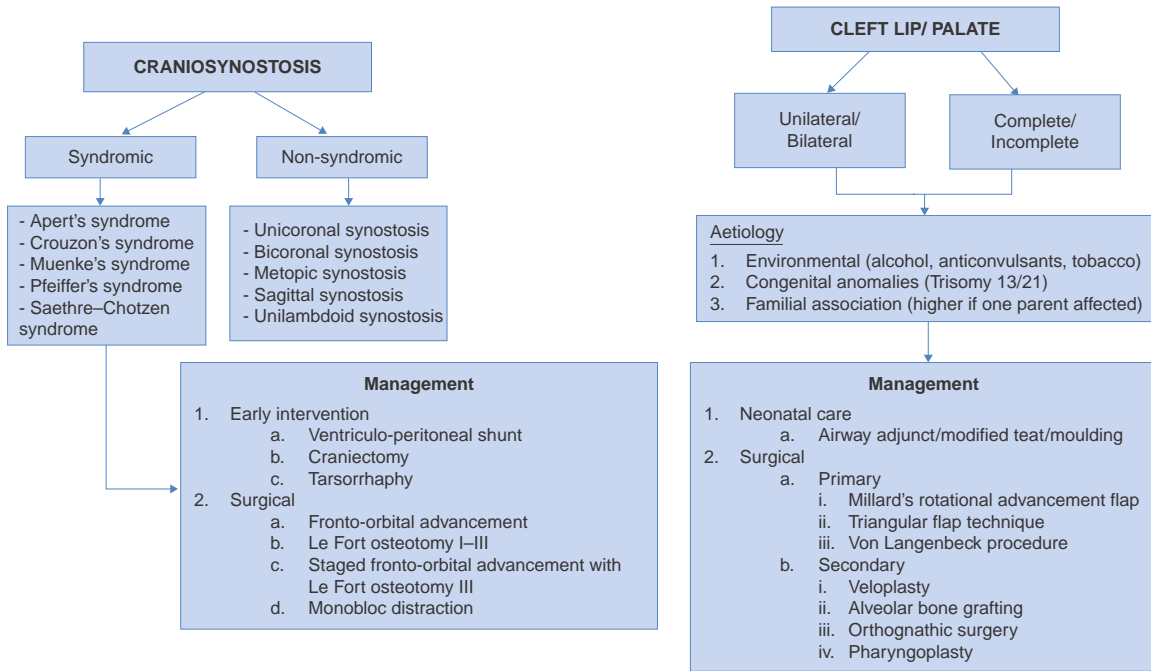 CRANIOSYNOSTOSIS
Syndromic
Non-syndromic
- Apert's syndrome
- Crouzon's syndrome
- Muenke's syndrome
- Pfeiffer's syndrome
- Saethre–Chotzen
syndrome
- Unicoronal synostosis
- Bicoronal synostosis
- Metopic synostosis
- Sagittal synostosis
- Unilambdoid synostosis
Management
1. Early intervention
a. Ventriculo-peritoneal shunt
b. Craniectomy
c. Tarsorrhaphy
2. Surgical
a. Fronto-orbital advancement
b. Le Fort osteotomy I–III
c. Staged fronto-orbital advancement with
Le Fort osteotomy III
d. Monobloc distraction
CLEFT LIP/ PALATE
Unilateral/
Bilateral
Complete/
Incomplete
Aetiology
1. Environmental (alcohol, anticonvulsants, tobacco)
2. Congenital anomalies (Trisomy 13/21)
3. Familial association (higher if one parent affected)
Management
1. Neonatal care
a. Airway adjunct/modified teat/moulding
2. Surgical
a. Primary
i. Millard's rotational advancement flap
ii. Triangular flap technique
iii. Von Langenbeck procedure
b. Secondary
i. Veloplasty
ii. Alveolar bone grafting
iii. Orthognathic surgery
iv. Pharyngoplasty